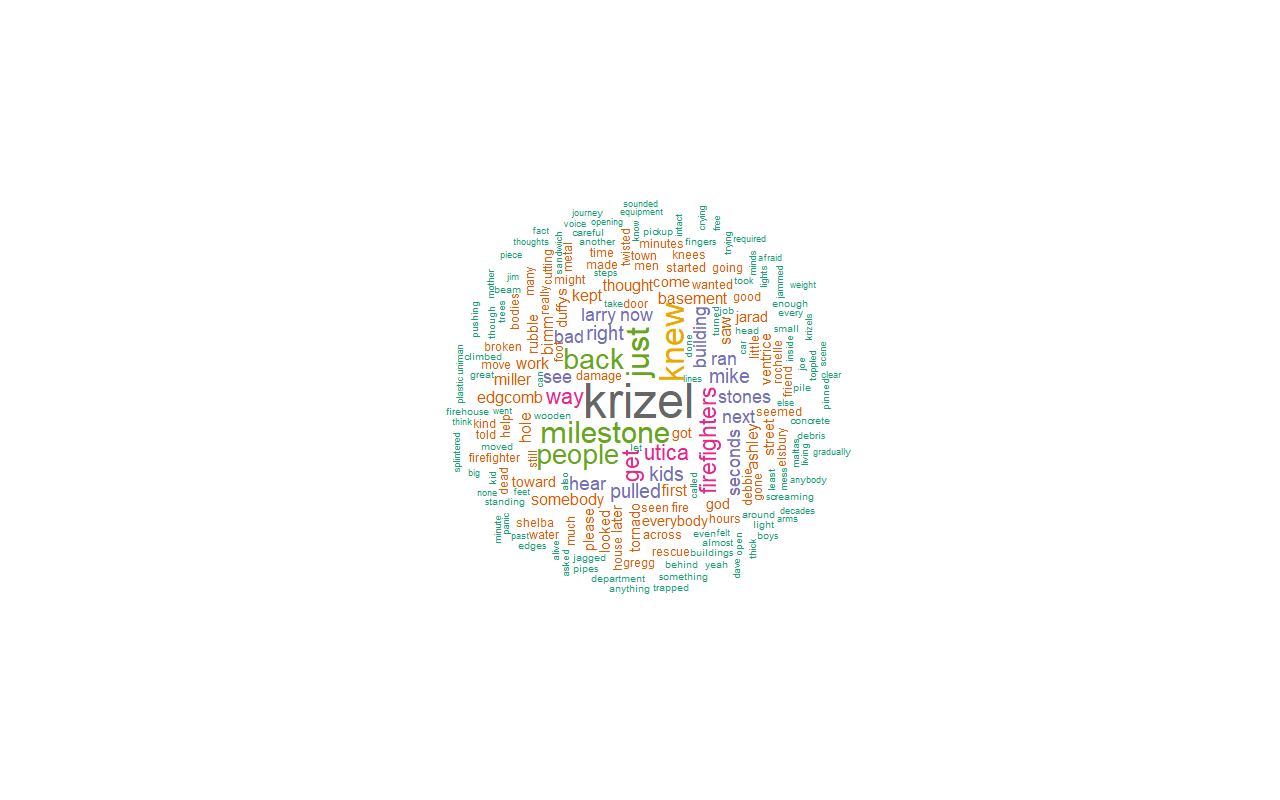 sounded
journey equipment
voice opening know intact crying free
fact careful pickup required
thoughts sandwich another twisted minutes fingers trying
piece cutting metal time town knees minds afraid
mother jim many made men started going lights jammed
beam really might steps took weight
though bodies thought come wanted enough
pushing trees duffys kept take door basement good every
rubble birmm larry now knew building turned job jarad small krizels
broken foot bad right just saw head inside
climbed move work back done ran car little ventrice rochelle joe toppled scene
plastic uniman great miller can see damage lines mike friend pile clear
edgcomb way krizel stones else pinned
firehouse went wooden firefighters next seemed concrete
think kind help hole milestone got street debris
told moved people let utica ashley elsbury maltas living gradually
splintered firefighter still get seconds
big kid dead toward also hear kids called debbie gone least mess anybody
none feet pulled first screaming
standing somebody god decades
minute panic shelba much please looked seen fire everybody hours around arms
past water house later tornado across even felt light boys
edges alive almost open thick
asked jagged gregg rescue buildings
pipes behind yeah dave
department something
anything trapped